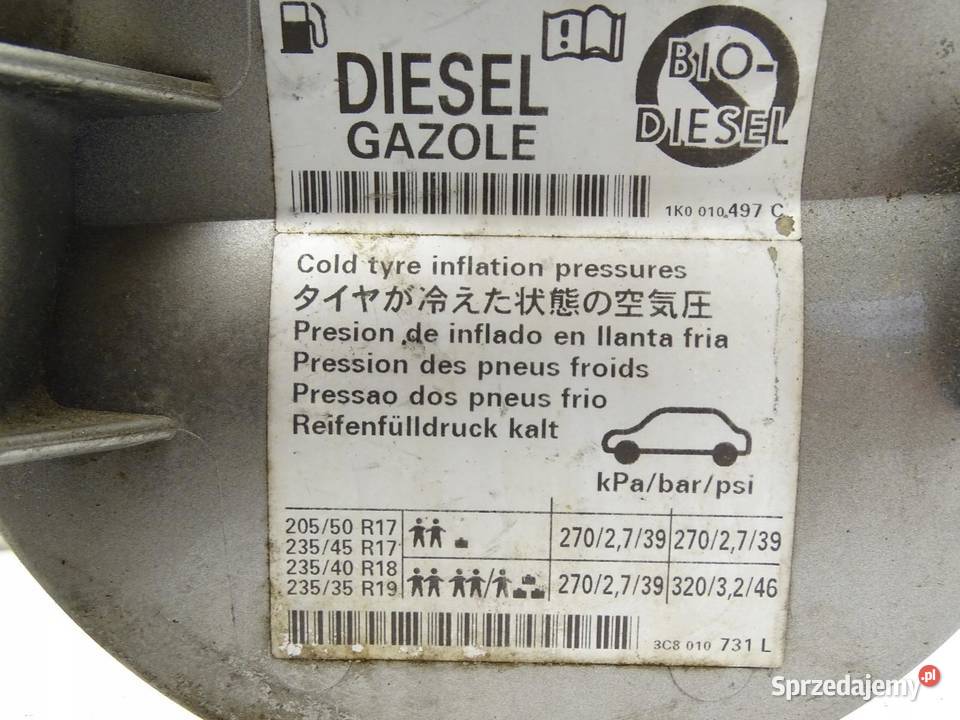 DIESEL
GAZOLE
BIO-
DIESEL
1K0 010 497 C
Cold tyre inflation pressures
タイヤが冷えた状態の空気圧
Presion de inflado en llanta fria
Pression des pneus froids
Pressao dos pneus frio
Reifenfülldruck kalt
kPa/bar/psi
205/50 R17
235/45 R17
235/40 R18
235/35 R19
270/2,7/39 270/2,7/39
270/2,7/39 320/3,2/46
3C8 010 731 L
Sprzedajemy.pl